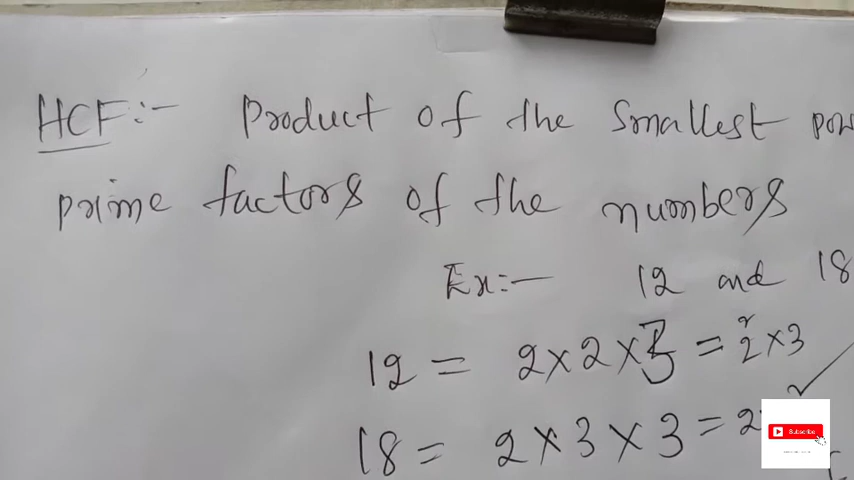 HCF:- Product of the smallest pow
prime factors of the numbers
Ex:- 12 and 18
12 = 2×2×3 = 2²×3
18 = 2×3×3 = 2
Subscribe